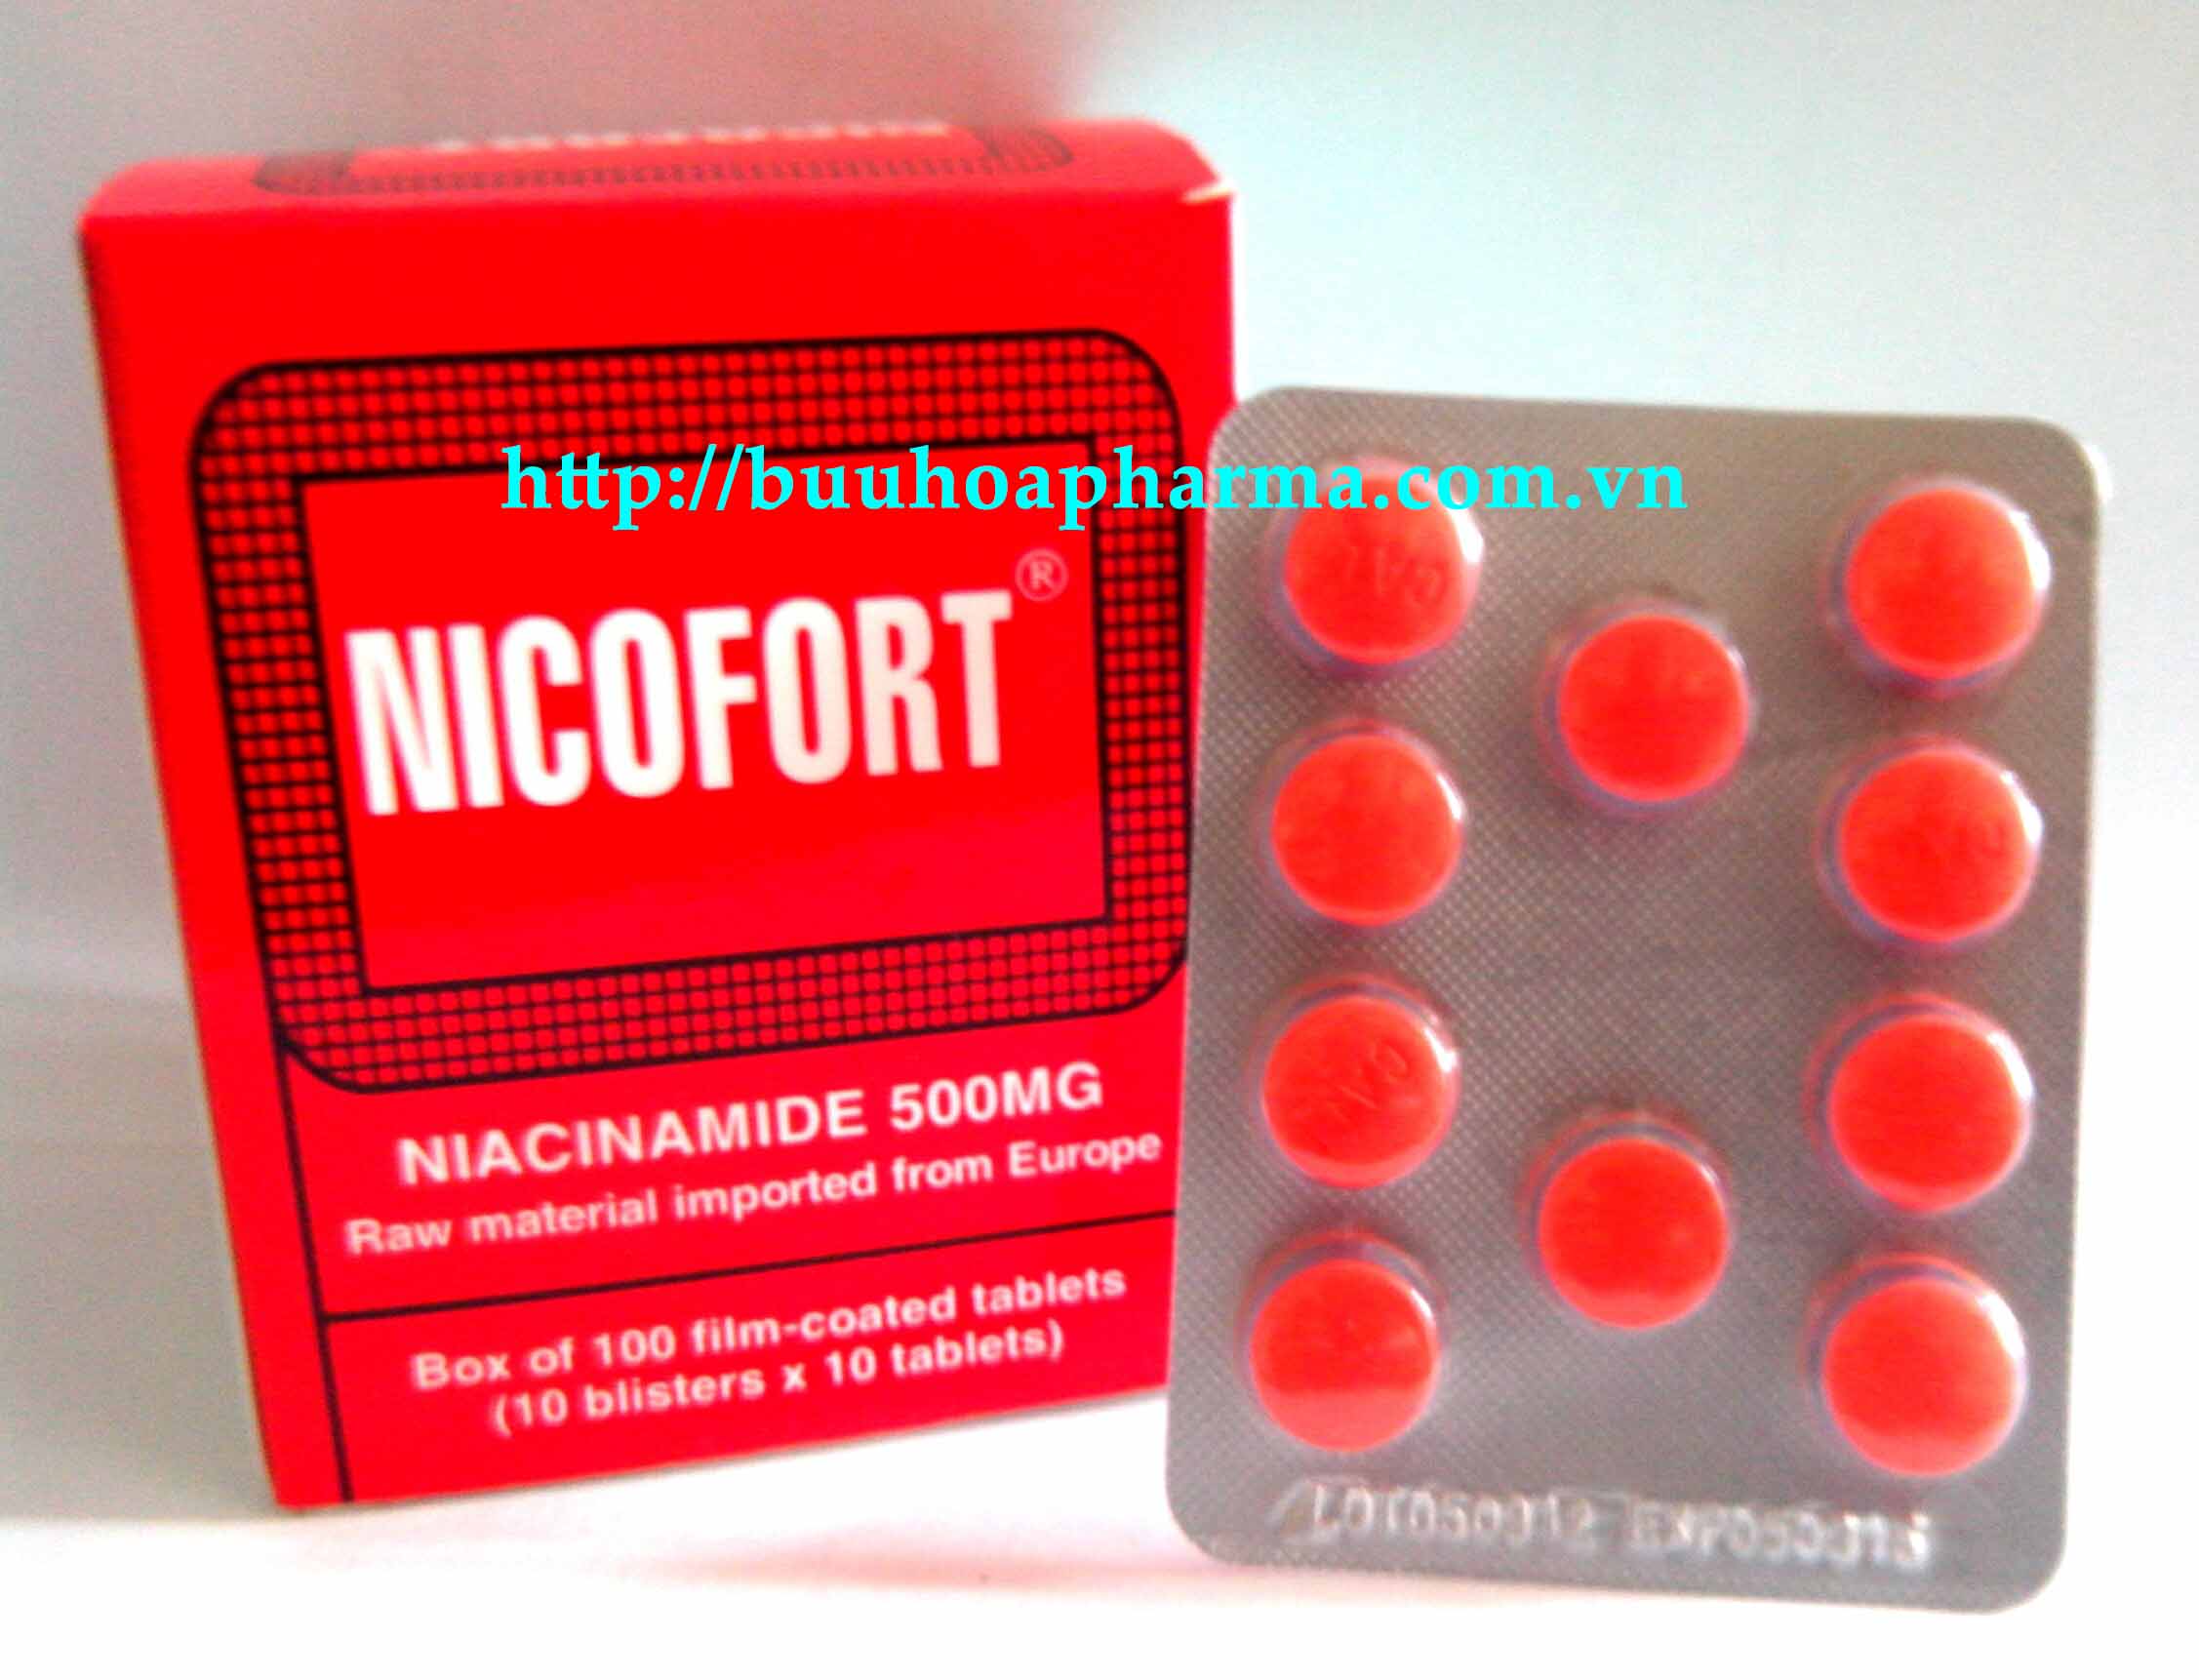 http://buuhoapharma.com.vn
NICOFORT®
NIACINAMIDE 500MG
Raw material imported from Europe
Box of 100 film-coated tablets
(10 blisters x 10 tablets)